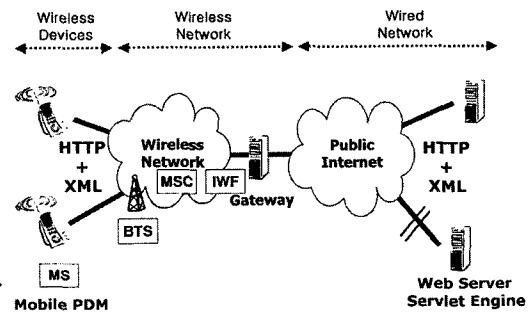 Wireless Devices
Wireless Network
Wired Network
HTTP + XML
Wireless Network
MSC
IWF
Gateway
Public Internet
HTTP + XML
BTS
MS
Mobile PDM
Web Server
Servlet Engine